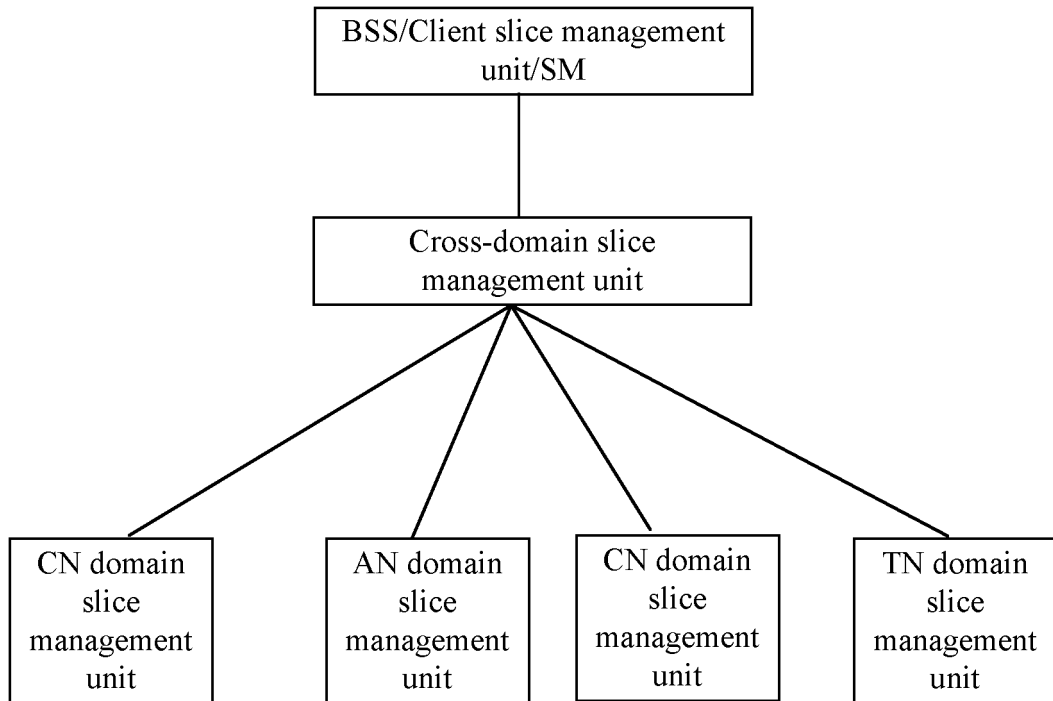 BSS/Client slice management
unit/SM
Cross-domain slice
management unit
CN domain
slice
management
unit
AN domain
slice
management
unit
CN domain
slice
management
unit
TN domain
slice
management
unit